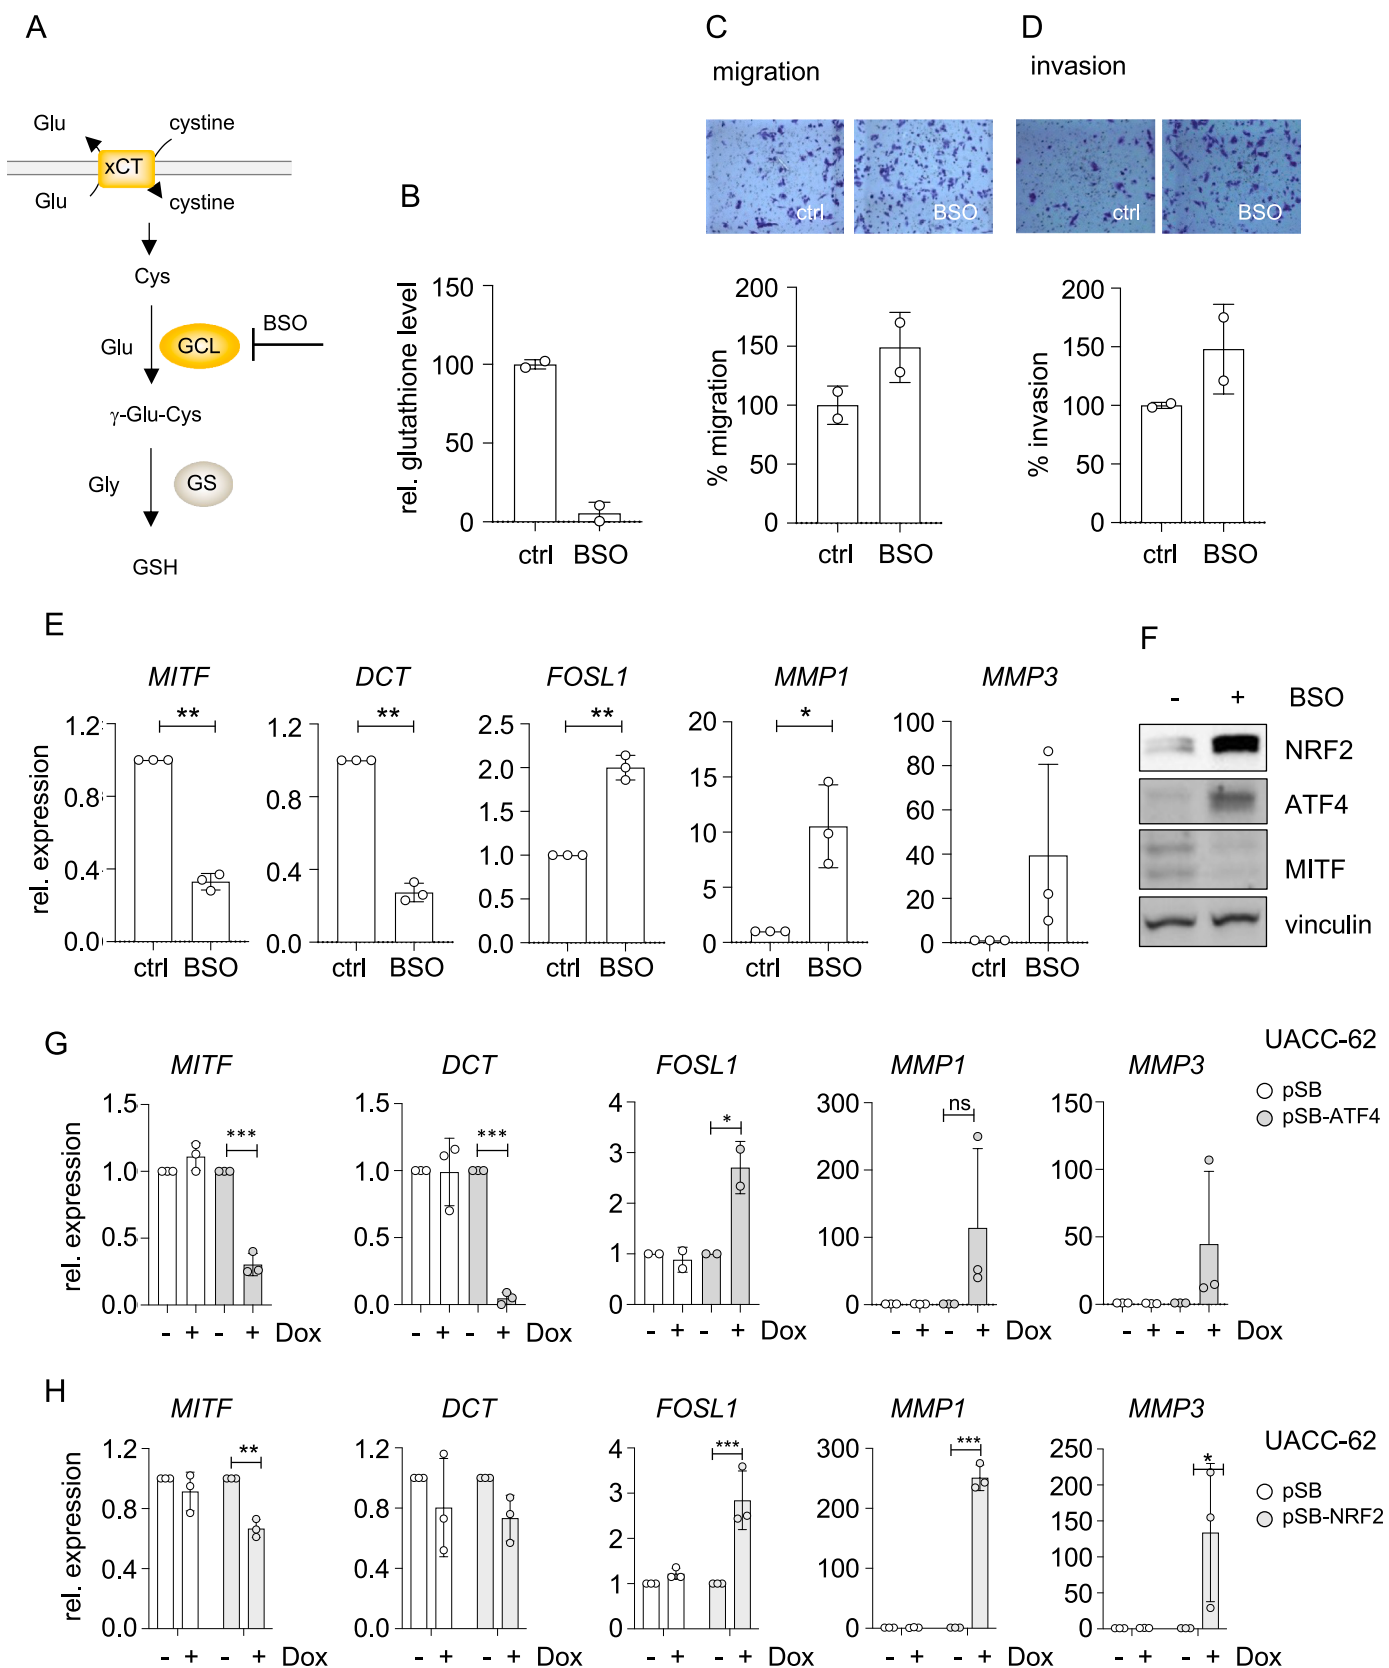 A
Glu
cystine
xCT
Glu
cystine
Cys
Glu
GCL
BSO
γ-Glu-Cys
Gly
GS
GSH
B
rel. glutathione level
150
100
50
0
ctrl BSO
C
migration
ctrl
BSO
% migration
200
150
100
50
0
ctrl BSO
D
invasion
ctrl
BSO
% invasion
200
150
100
50
0
ctrl BSO
E
rel. expression
MITF
**
1.2
0.8
0.4
0.0
ctrl BSO
DCT
**
1.2
0.8
0.4
0.0
ctrl BSO
FOSL1
**
2.5
2.0
1.5
1.0
0.5
0.0
ctrl BSO
MMP1
*
20
15
10
5
0
ctrl BSO
MMP3
100
80
60
40
20
0
ctrl BSO
F
- + BSO
NRF2
ATF4
MITF
vinculin
G
rel. expression
MITF
***
1.5
1.0
0.5
0.0
- + - + Dox
DCT
***
1.5
1.0
0.5
0.0
- + - + Dox
FOSL1
*
4
3
2
1
0
- + - + Dox
MMP1
ns
300
200
100
0
- + - + Dox
MMP3
150
100
50
0
- + - + Dox
UACC-62
pSB
pSB-ATF4
H
rel. expression
MITF
**
1.2
0.8
0.4
0.0
- + - + Dox
DCT
1.2
0.8
0.4
0.0
- + - + Dox
FOSL1
***
4
3
2
1
0
- + - + Dox
MMP1
***
300
200
100
0
- + - + Dox
MMP3
*
250
200
150
100
50
0
- + - + Dox
UACC-62
pSB
pSB-NRF2